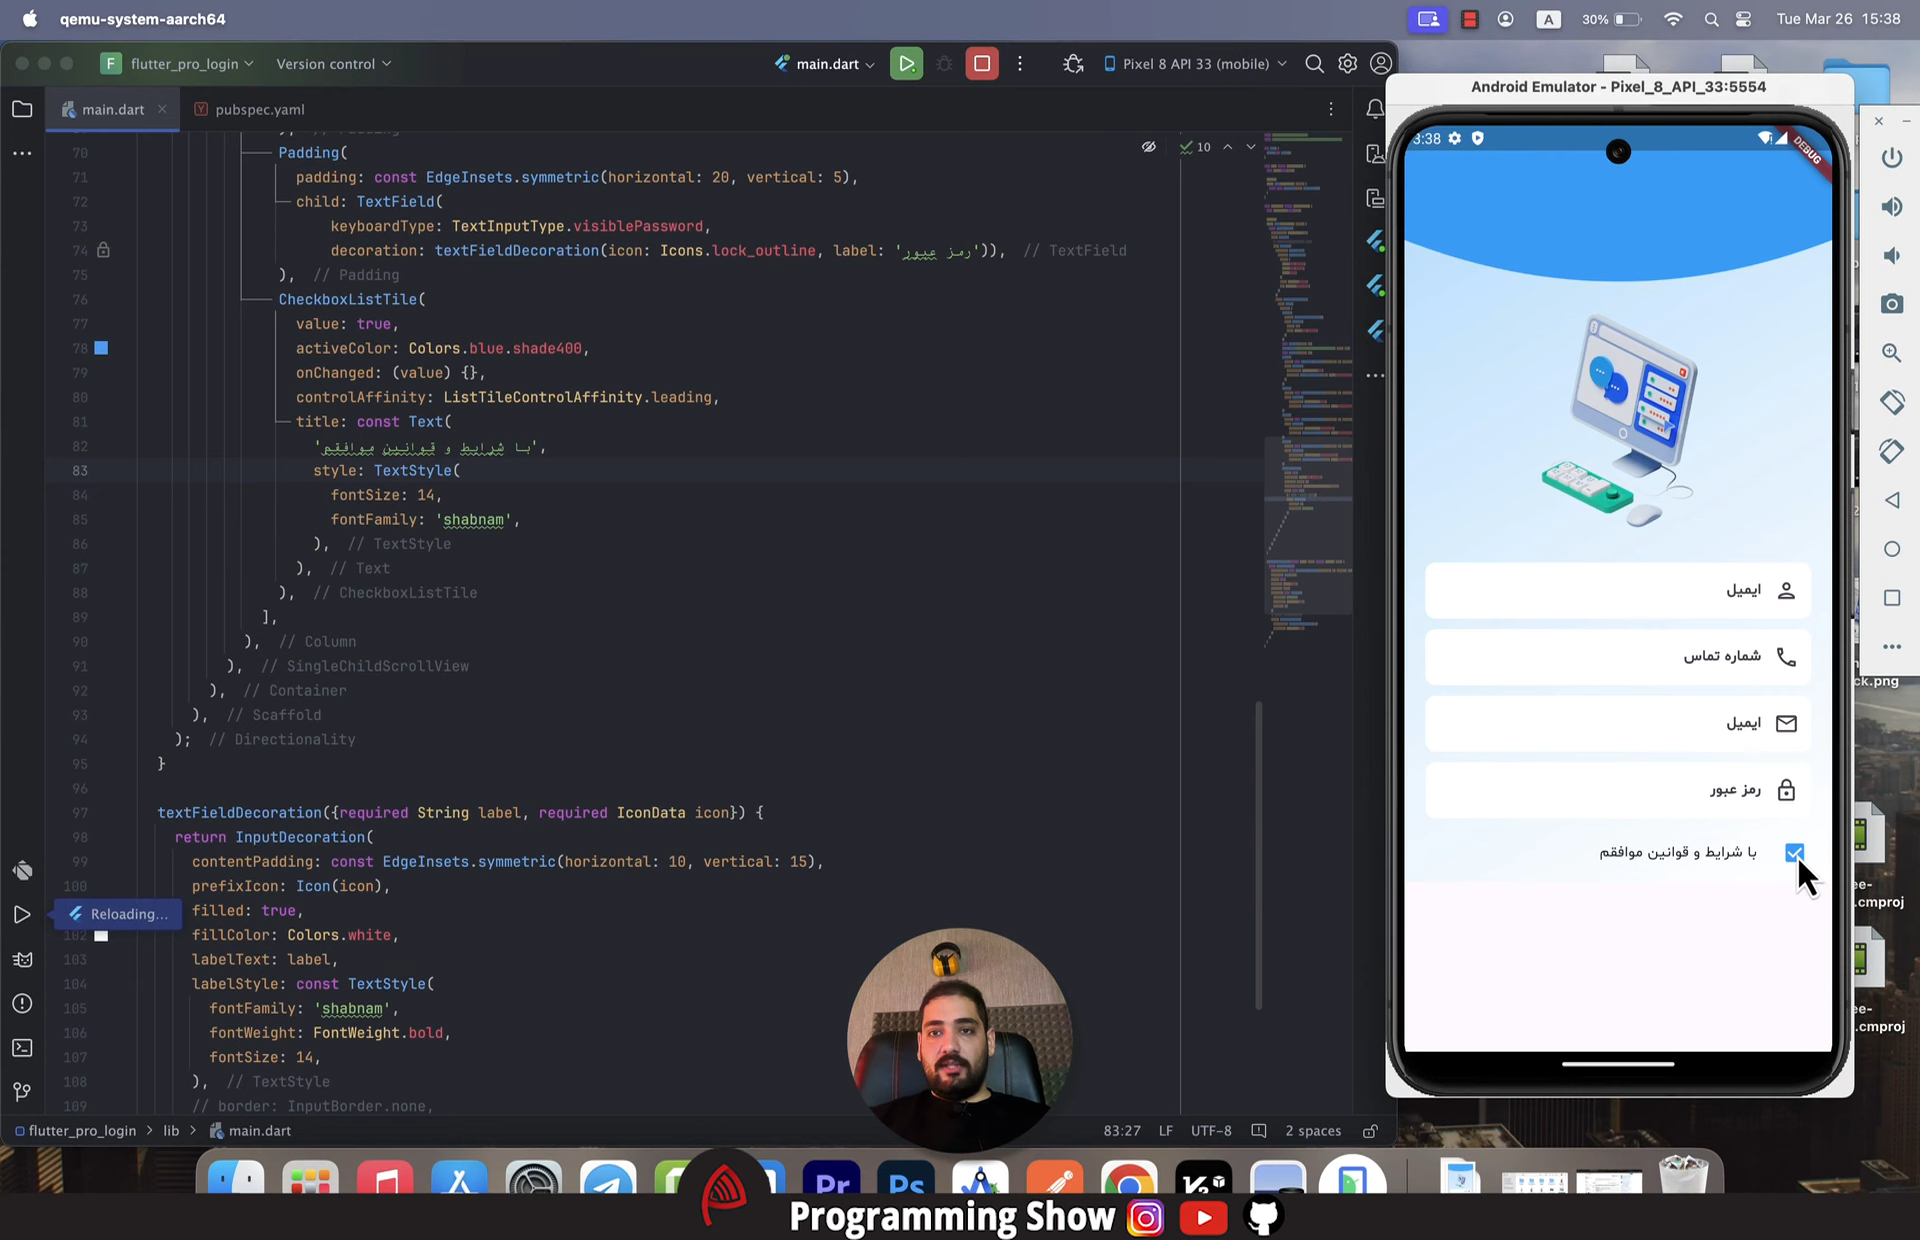 qemu-system-aarch64
A
30%
Tue Mar 26 15:38
F flutter_pro_login
Version control
main.dart
Pixel 8 API 33 (mobile)
main.dart
pubspec.yaml
10
70 Padding(
71 padding: const EdgeInsets.symmetric(horizontal: 20, vertical: 5),
72 child: TextField(
73 keyboardType: TextInputType.visiblePassword,
74 decoration: textFieldDecoration(icon: Icons.lock_outline, label: 'رمز عبور')), // TextField
75 ), // Padding
76 CheckboxListTile(
77 value: true,
78 activeColor: Colors.blue.shade400,
79 onChanged: (value) {},
80 controlAffinity: ListTileControlAffinity.leading,
81 title: const Text(
82 'با شرایط و قوانین موافقم',
83 style: TextStyle(
84 fontSize: 14,
85 fontFamily: 'shabnam',
86 ), // TextStyle
87 ), // Text
88 ), // CheckboxListTile
89 ],
90 ), // Column
91 ), // SingleChildScrollView
92 ), // Container
93 ), // Scaffold
94 ); // Directionality
95 }
96
97 textFieldDecoration({required String label, required IconData icon}) {
98 return InputDecoration(
99 contentPadding: const EdgeInsets.symmetric(horizontal: 10, vertical: 15),
100 prefixIcon: Icon(icon),
Reloading...
filled: true,
102 fillColor: Colors.white,
103 labelText: label,
104 labelStyle: const TextStyle(
105 fontFamily: 'shabnam',
106 fontWeight: FontWeight.bold,
107 fontSize: 14,
108 ), // TextStyle
109 // border: InputBorder.none,
flutter_pro_login > lib > main.dart
83:27 LF UTF-8 2 spaces
Android Emulator - Pixel_8_API_33:5554
3:38
DEBUG
ایمیل
شماره تماس
ایمیل
رمز عبور
با شرایط و قوانین موافقم
ck.png
ee-
.cmproj
ee-
.cmproj
Pr
Ps
Programming Show